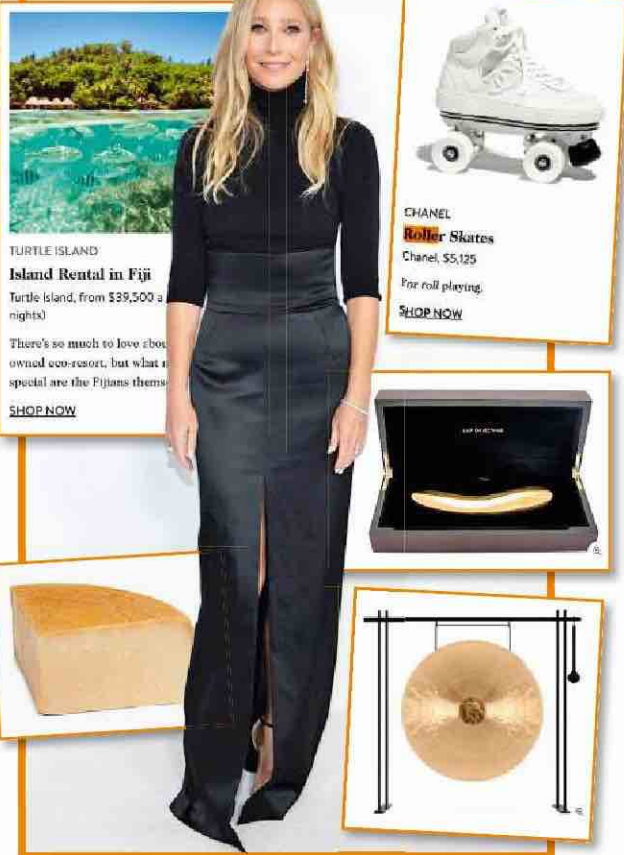 TURTLE ISLAND
Island Rental in Fiji
Turtle Island, from $39,500 a
nights)
There's so much to love abou
owned eco-resort, but what
special are the Fijians thems
SHOP NOW
CHANEL
Roller Skates
Chanel, $5,125
For roll playing.
SHOP NOW